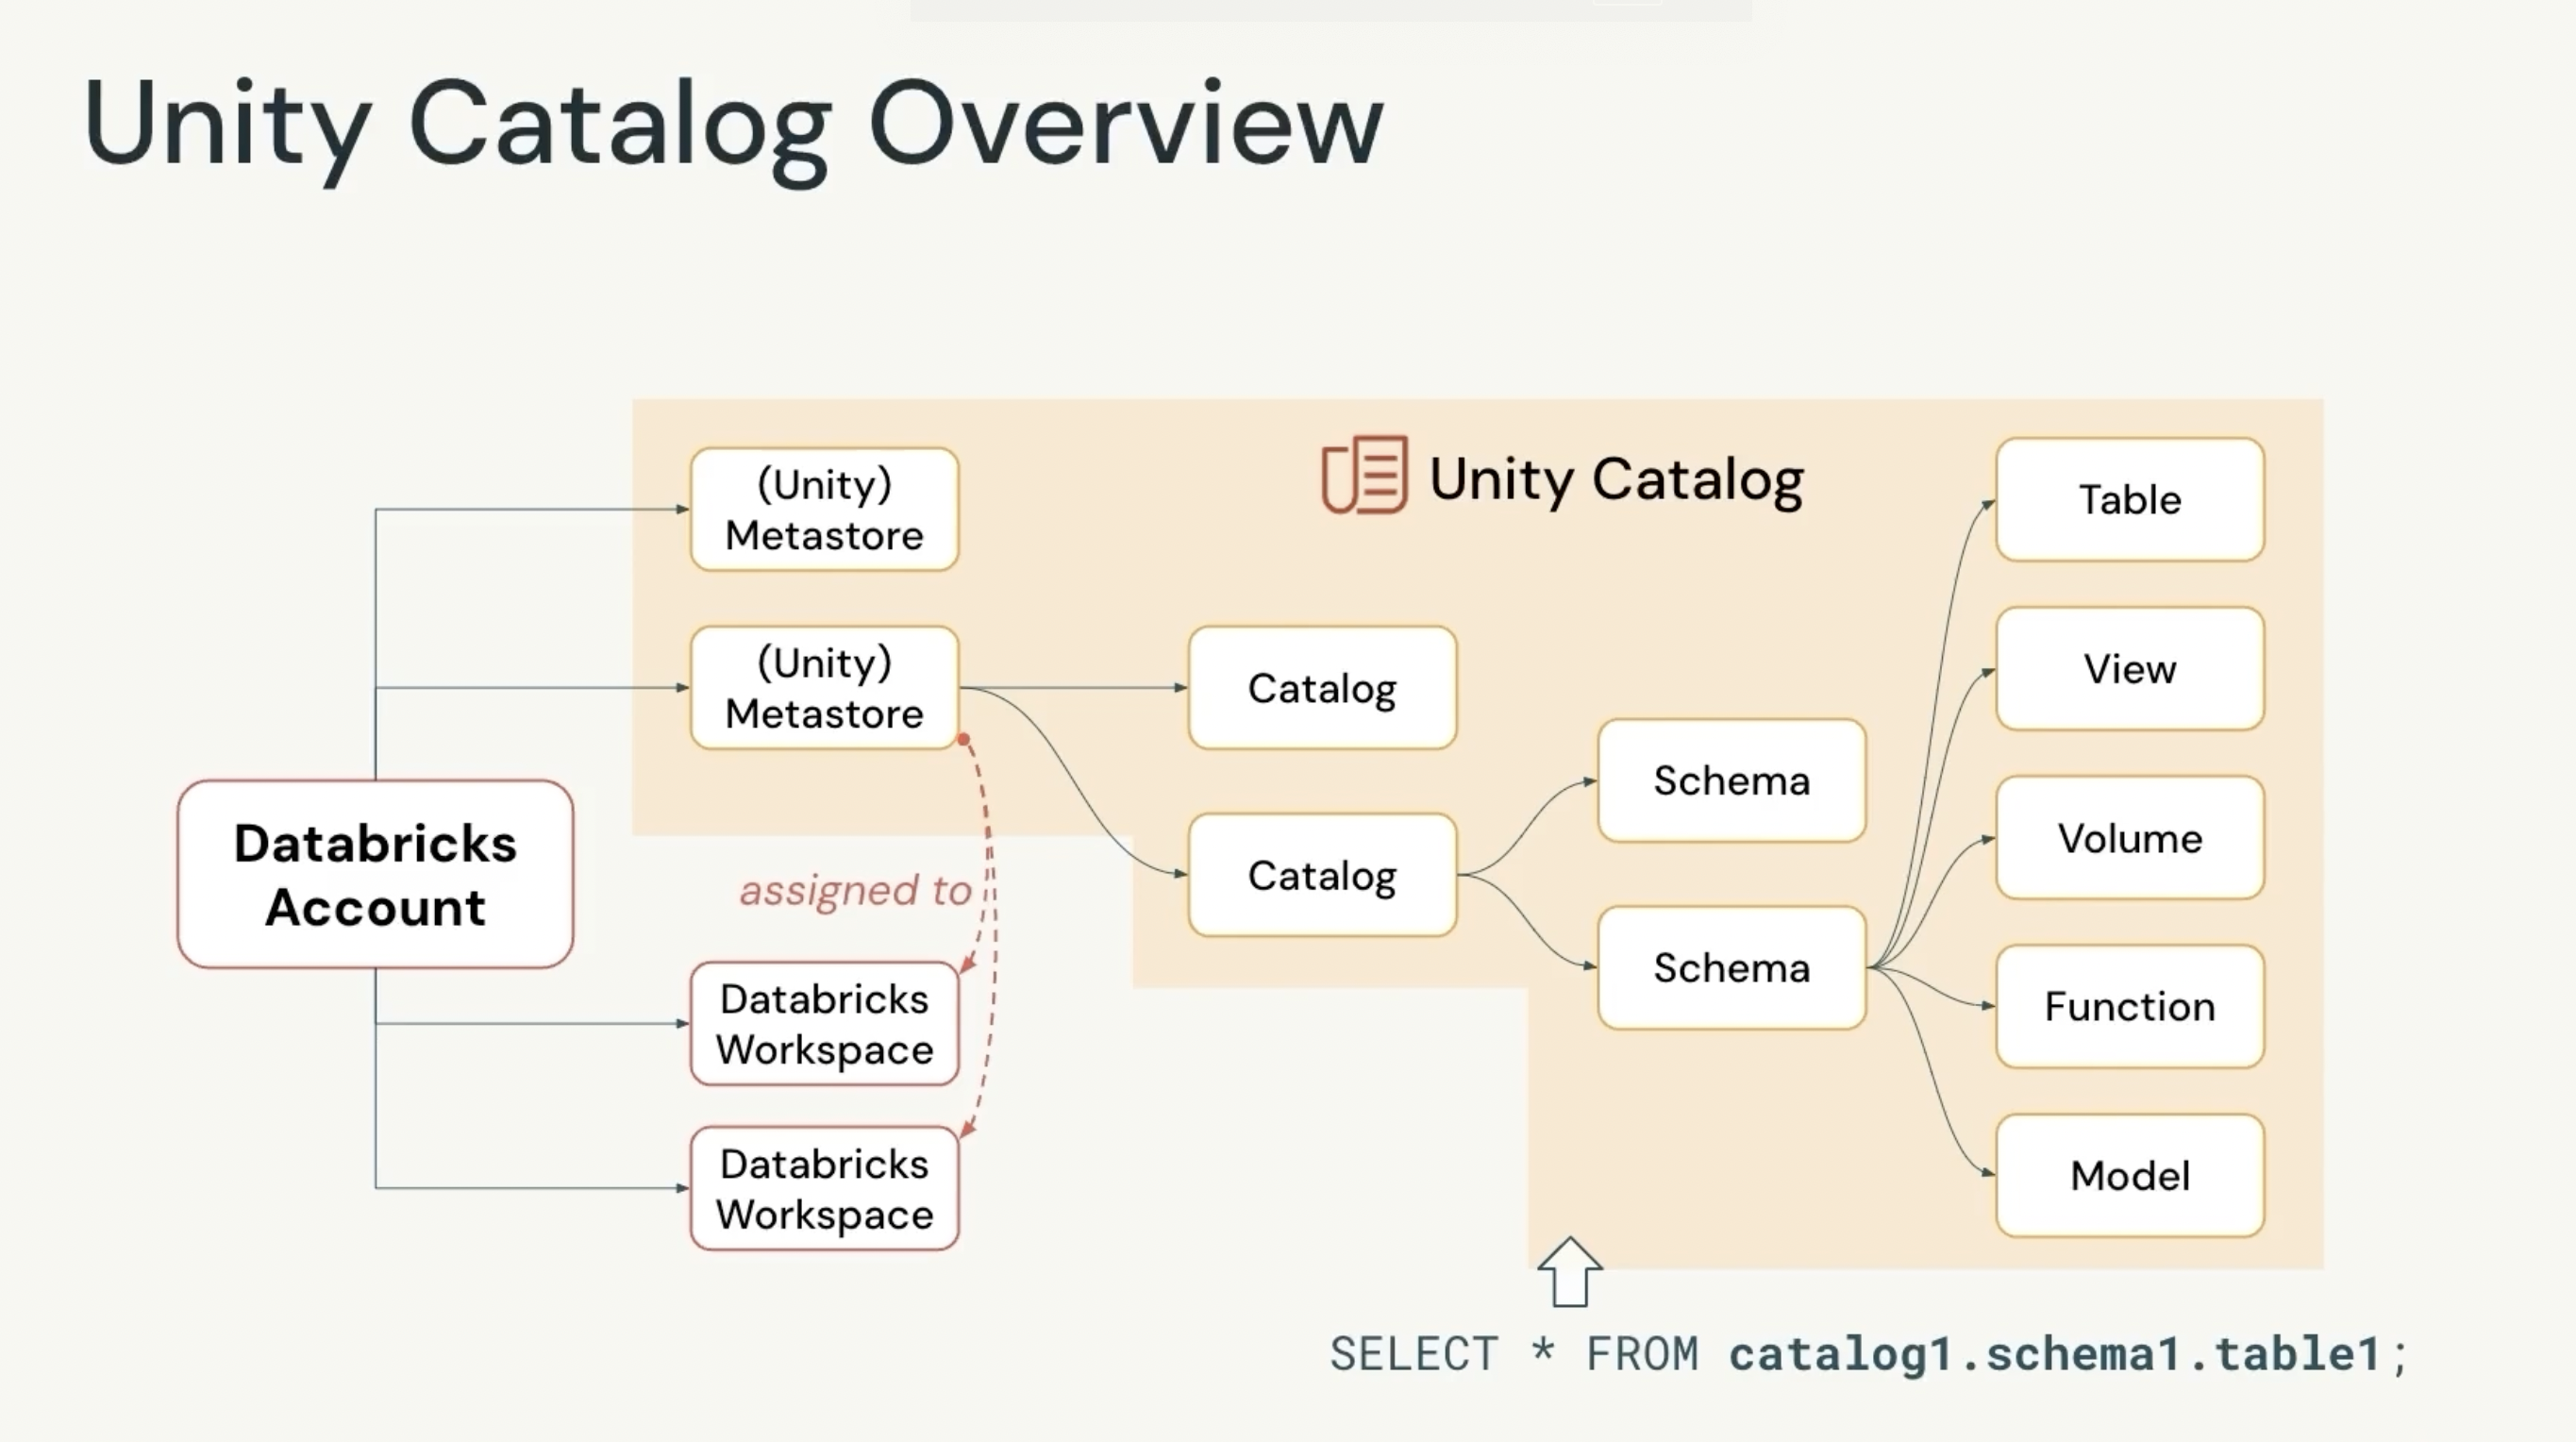 Unity Catalog Overview
Unity Catalog
(Unity)
Metastore
(Unity)
Metastore
Databricks
Account
assigned to
Databricks
Workspace
Databricks
Workspace
Catalog
Catalog
Schema
Schema
Table
View
Volume
Function
Model
SELECT * FROM catalog1.schema1.table1;